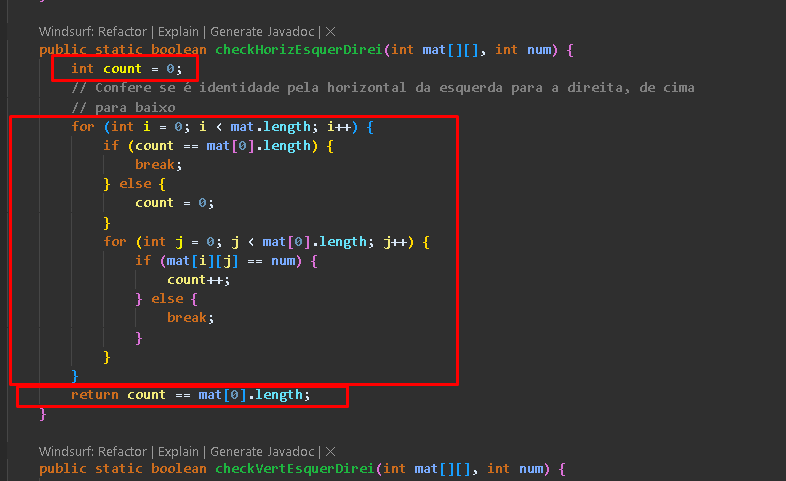 Windsurf: Refactor | Explain | Generate Javadoc | X
public static boolean checkHorizEsquerDirei(int mat[][], int num) {
int count = 0;
// Confere se é identidade pela horizontal da esquerda para a direita, de cima
// para baixo
for (int i = 0; i < mat.length; i++) {
if (count == mat[0].length) {
break;
} else {
count = 0;
}
for (int j = 0; j < mat[0].length; j++) {
if (mat[i][j] == num) {
count++;
} else {
break;
}
}
}
return count == mat[0].length;
}
Windsurf: Refactor | Explain | Generate Javadoc | X
public static boolean checkVertEsquerDirei(int mat[][], int num) {